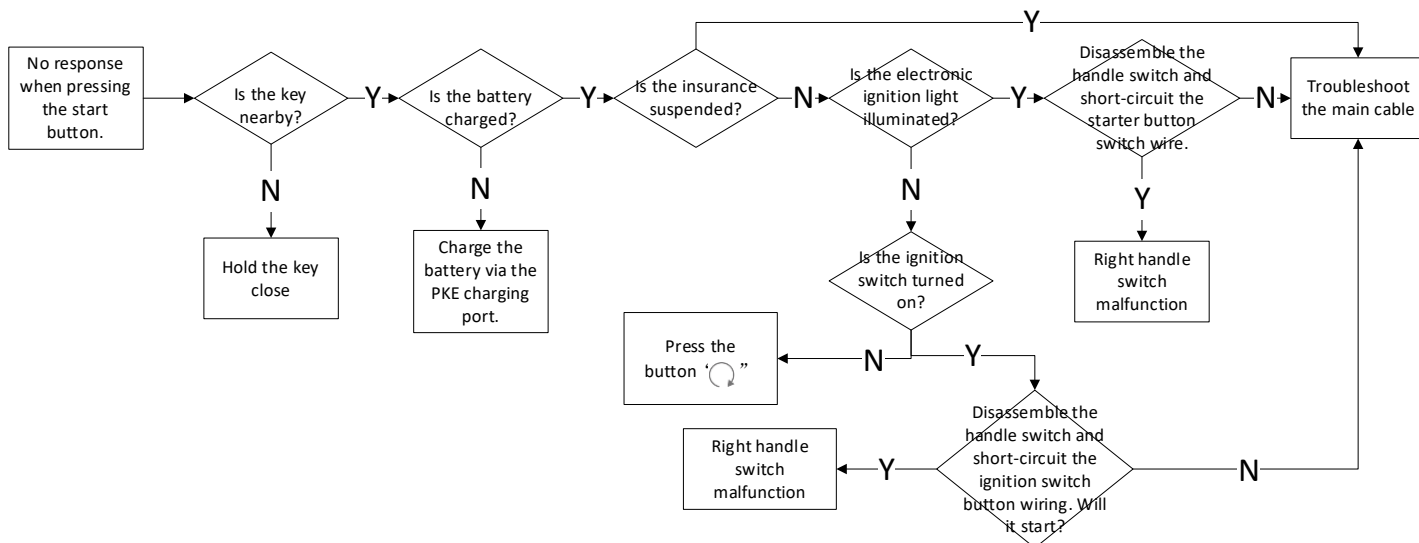 No response
when pressing
the start
button.
Is the key
nearby?
Y
Is the battery
charged?
Y
Is the insurance
suspended?
Y
N
Is the electronic
ignition light
illuminated?
Y
Disassemble the
handle switch and
short-circuit the
starter button
switch wire.
N
Troubleshoot
the main cable
N
Hold the key
close
N
Charge the
battery via the
PKE charging
port.
N
Is the ignition
switch turned
on?
Y
Right handle
switch
malfunction
N
Press the
button ‘ ”
Y
Disassemble the
handle switch and
short-circuit the
ignition switch
button wiring. Will
it start?
Y
Right handle
switch
malfunction
N